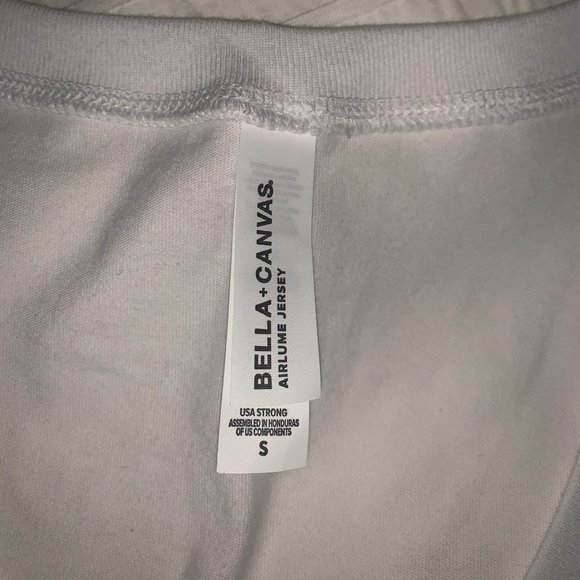 BELLA+CANVAS®
AIRLUME JERSEY
USA STRONG
ASSEMBLED IN HONDURAS
OF US COMPONENTS
S